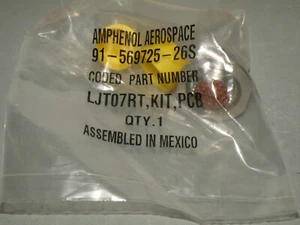 AMPHENOL AEROSPACE
91-569725-26S
CODED PART NUMBER
LJT07RT,KIT,PCB
QTY.1
ASSEMBLED IN MEXICO